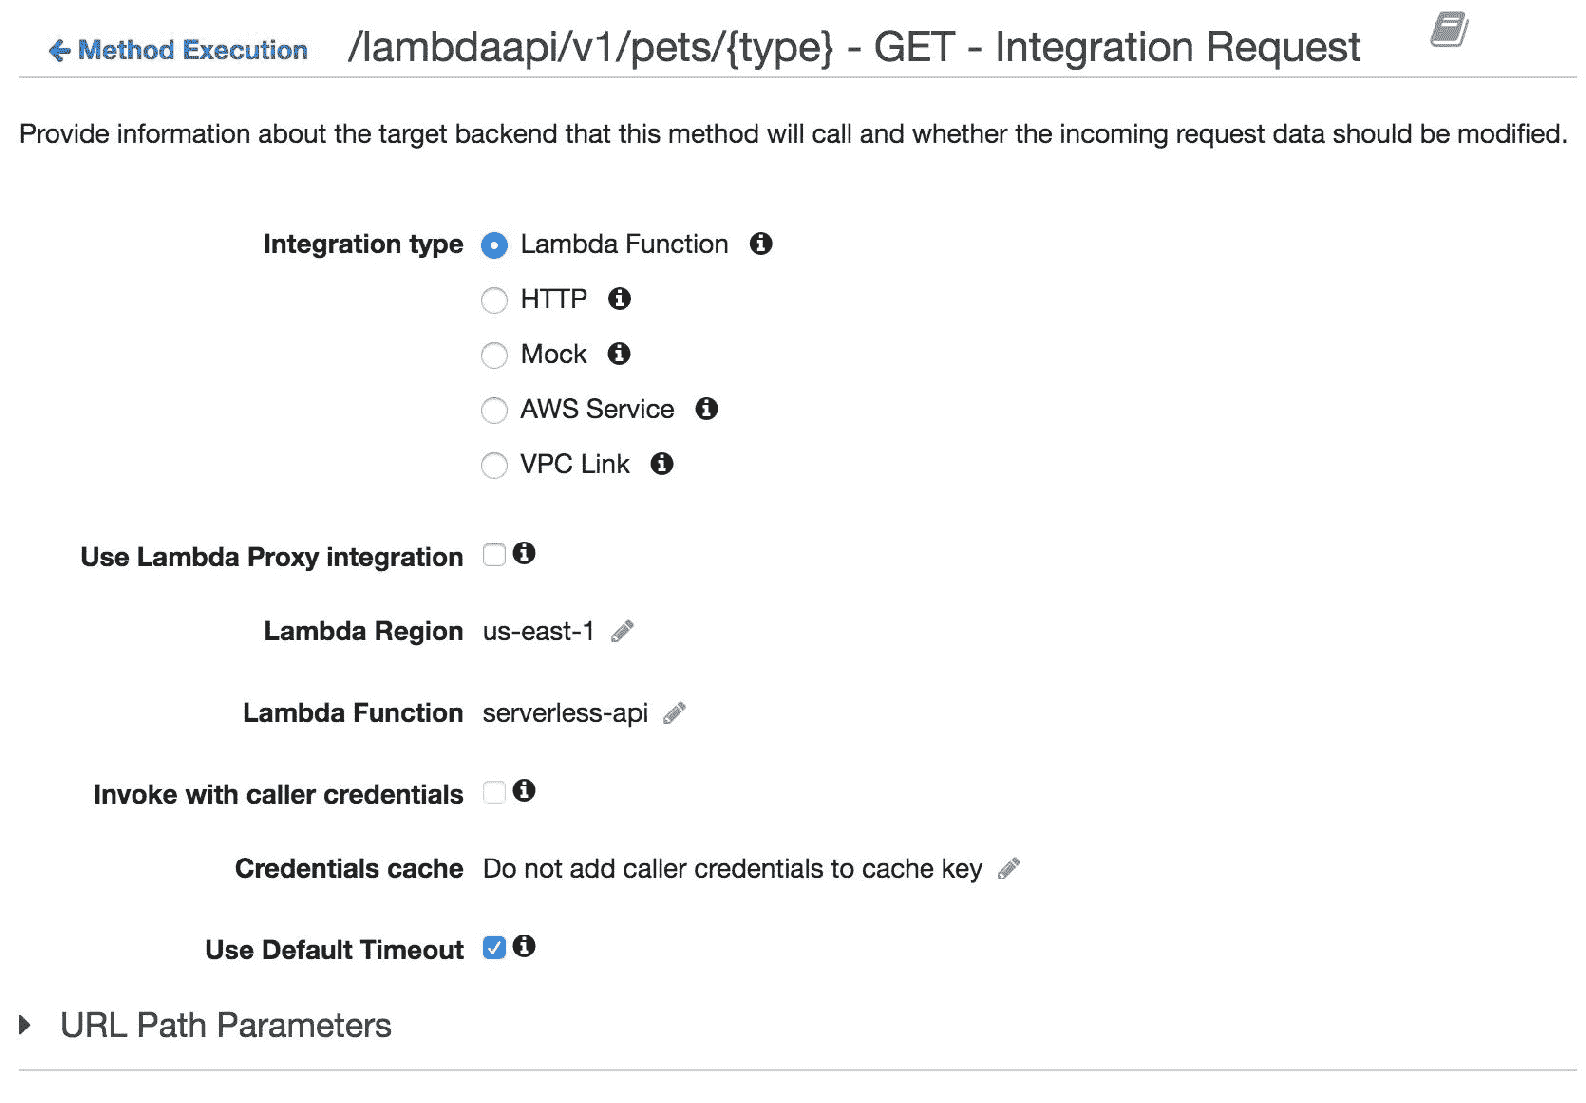 Method Execution /lambdaapi/v1/pets/{type} - GET - Integration Request
Provide information about the target backend that this method will call and whether the incoming request data should be modified.
Integration type Lambda Function
HTTP
Mock
AWS Service
VPC Link
Use Lambda Proxy integration
Lambda Region us-east-1
Lambda Function serverless-api
Invoke with caller credentials
Credentials cache Do not add caller credentials to cache key
Use Default Timeout
URL Path Parameters